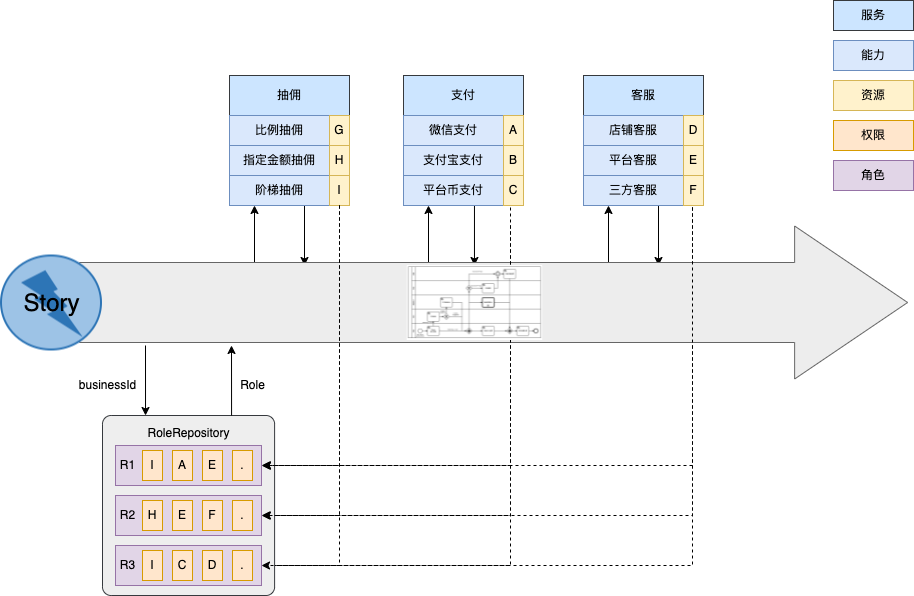 服务
能力
资源
权限
角色
抽佣
比例抽佣 G
指定金额抽佣 H
阶梯抽佣 I
支付
微信支付 A
支付宝支付 B
平台币支付 C
客服
店铺客服 D
平台客服 E
三方客服 F
Story
businessId
Role
RoleRepository
R1 I A E .
R2 H E F .
R3 I C D .